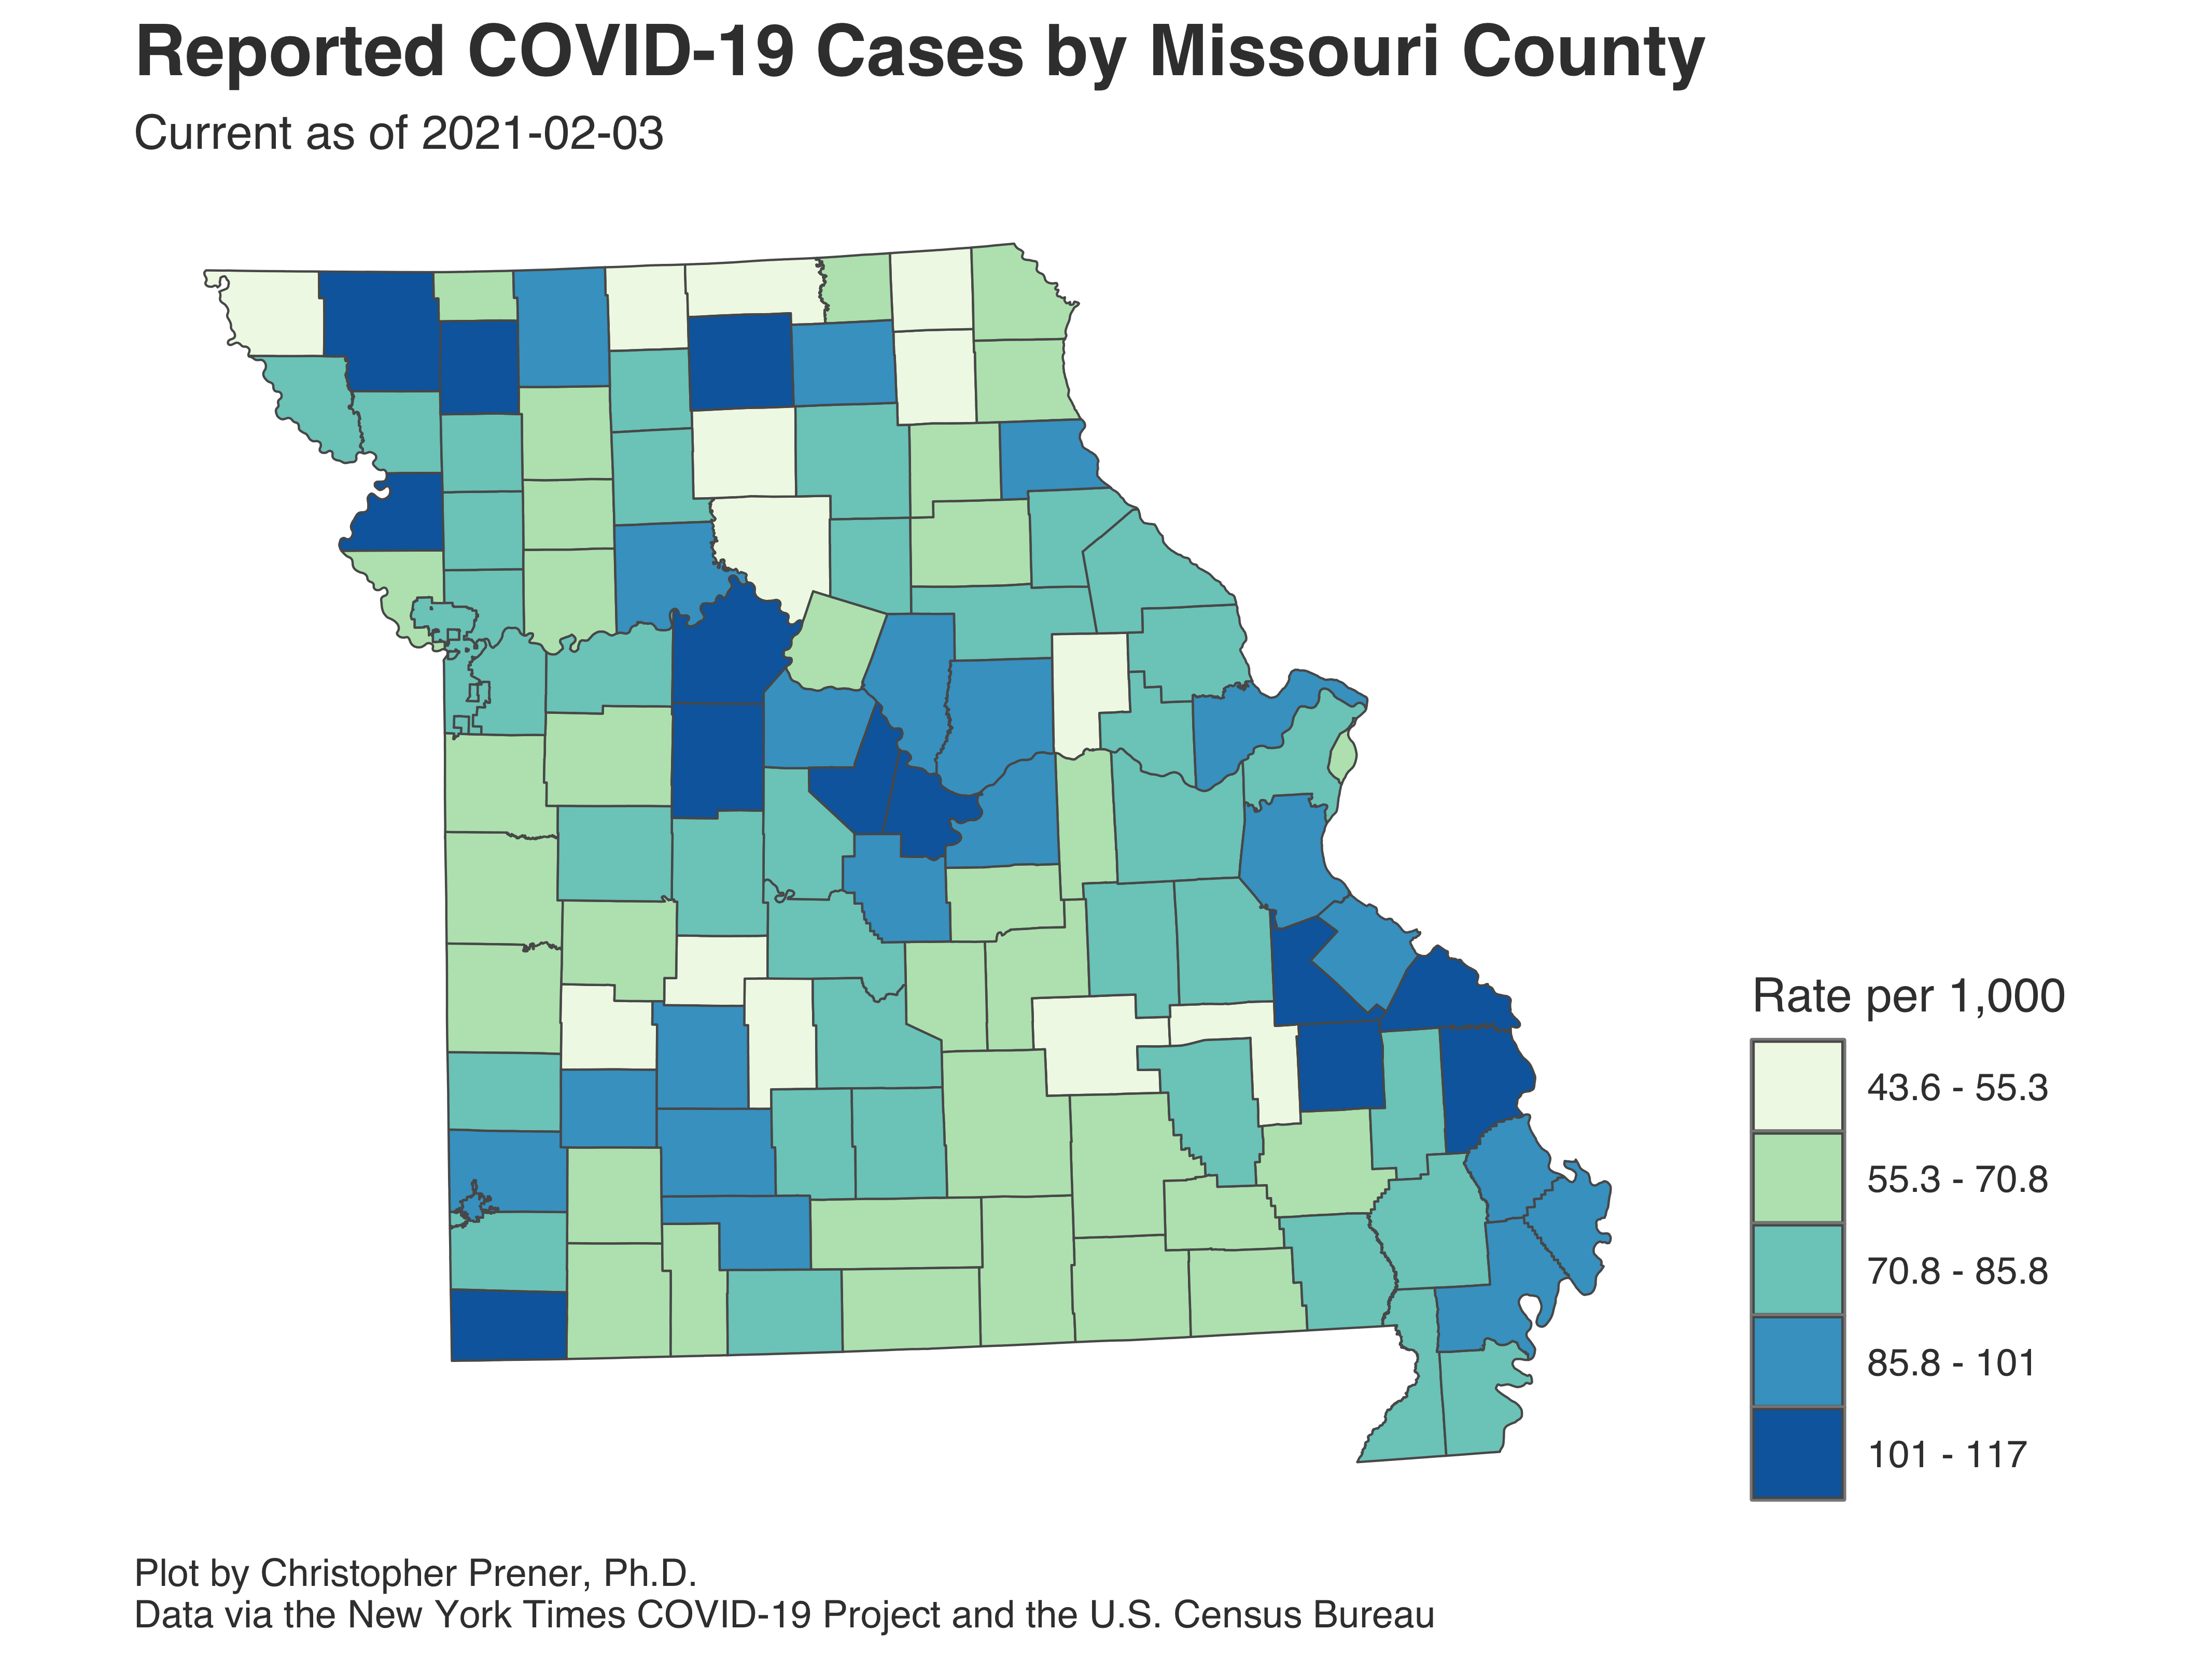 Reported COVID-19 Cases by Missouri County
Current as of 2021-02-03
Rate per 1,000
43.6 - 55.3
55.3 - 70.8
70.8 - 85.8
85.8 - 101
101 - 117
Plot by Christopher Prener, Ph.D.
Data via the New York Times COVID-19 Project and the U.S. Census Bureau